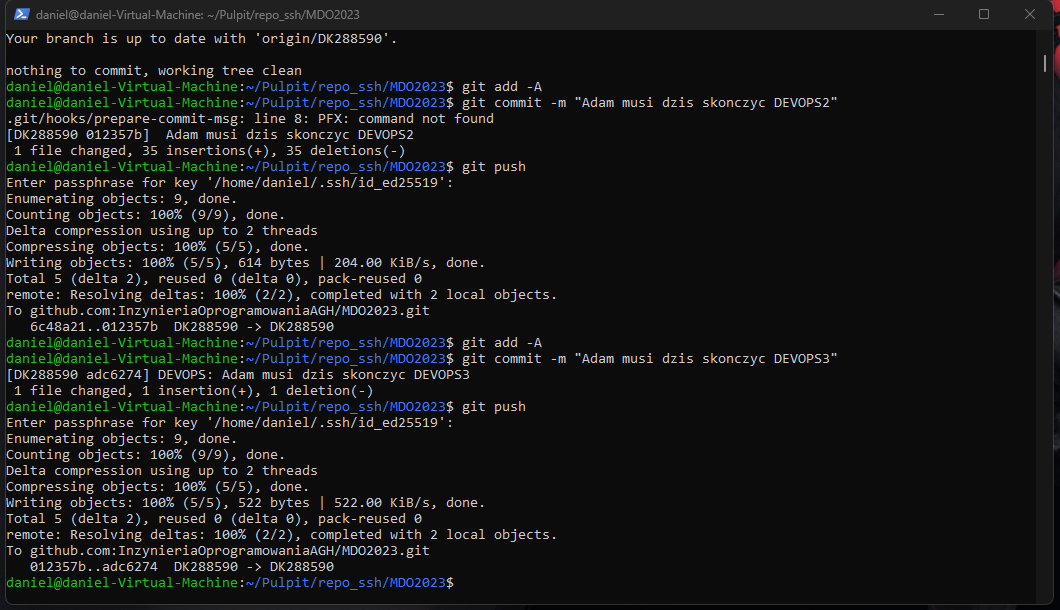 daniel@daniel-Virtual-Machine: ~/Pulpit/repo_ssh/MDO2023
Your branch is up to date with 'origin/DK288590'.
nothing to commit, working tree clean
daniel@daniel-Virtual-Machine:~/Pulpit/repo_ssh/MDO2023$ git add -A
daniel@daniel-Virtual-Machine:~/Pulpit/repo_ssh/MDO2023$ git commit -m "Adam musi dzis skonczyc DEVOPS2"
.git/hooks/prepare-commit-msg: line 8: PFX: command not found
[DK288590 012357b]  Adam musi dzis skonczyc DEVOPS2
 1 file changed, 35 insertions(+), 35 deletions(-)
daniel@daniel-Virtual-Machine:~/Pulpit/repo_ssh/MDO2023$ git push
Enter passphrase for key '/home/daniel/.ssh/id_ed25519':
Enumerating objects: 9, done.
Counting objects: 100% (9/9), done.
Delta compression using up to 2 threads
Compressing objects: 100% (5/5), done.
Writing objects: 100% (5/5), 614 bytes | 204.00 KiB/s, done.
Total 5 (delta 2), reused 0 (delta 0), pack-reused 0
remote: Resolving deltas: 100% (2/2), completed with 2 local objects.
To github.com:InzynieriaOprogramowaniaAGH/MDO2023.git
   6c48a21..012357b  DK288590 -> DK288590
daniel@daniel-Virtual-Machine:~/Pulpit/repo_ssh/MDO2023$ git add -A
daniel@daniel-Virtual-Machine:~/Pulpit/repo_ssh/MDO2023$ git commit -m "Adam musi dzis skonczyc DEVOPS3"
[DK288590 adc6274] DEVOPS: Adam musi dzis skonczyc DEVOPS3
 1 file changed, 1 insertion(+), 1 deletion(-)
daniel@daniel-Virtual-Machine:~/Pulpit/repo_ssh/MDO2023$ git push
Enter passphrase for key '/home/daniel/.ssh/id_ed25519':
Enumerating objects: 9, done.
Counting objects: 100% (9/9), done.
Delta compression using up to 2 threads
Compressing objects: 100% (5/5), done.
Writing objects: 100% (5/5), 522 bytes | 522.00 KiB/s, done.
Total 5 (delta 2), reused 0 (delta 0), pack-reused 0
remote: Resolving deltas: 100% (2/2), completed with 2 local objects.
To github.com:InzynieriaOprogramowaniaAGH/MDO2023.git
   012357b..adc6274  DK288590 -> DK288590
daniel@daniel-Virtual-Machine:~/Pulpit/repo_ssh/MDO2023$